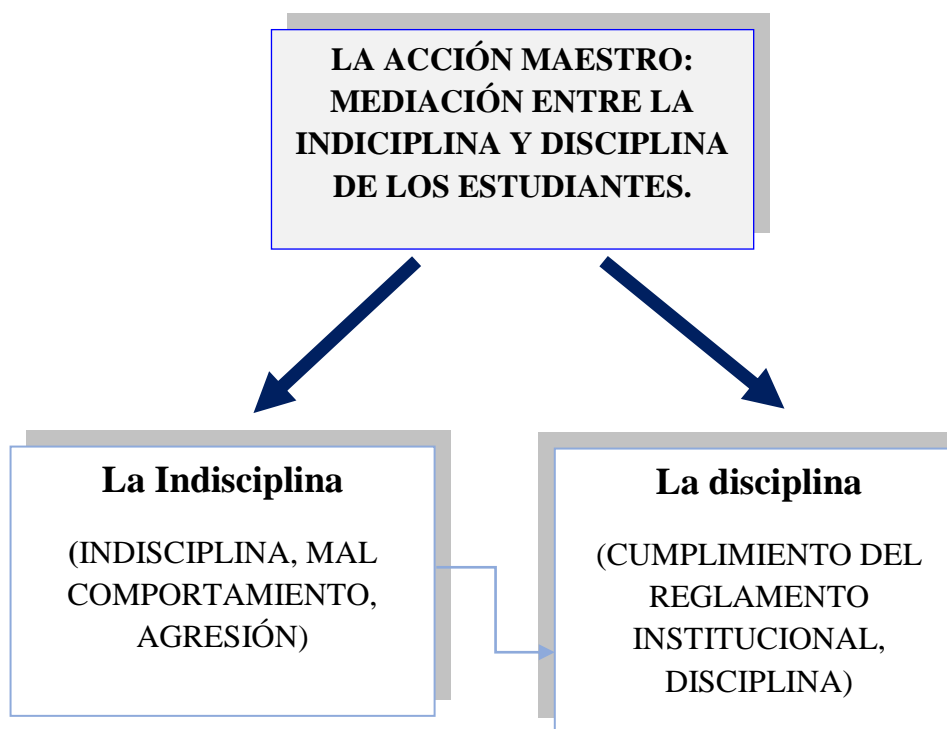 LA ACCIÓN MAESTRO:
MEDIACIÓN ENTRE LA
INDICIPLINA Y DISCIPLINA
DE LOS ESTUDIANTES.
La Indisciplina
(INDISCIPLINA, MAL
COMPORTAMIENTO,
AGRESIÓN)
La disciplina
(CUMPLIMIENTO DEL
REGLAMENTO
INSTITUCIONAL,
DISCIPLINA)